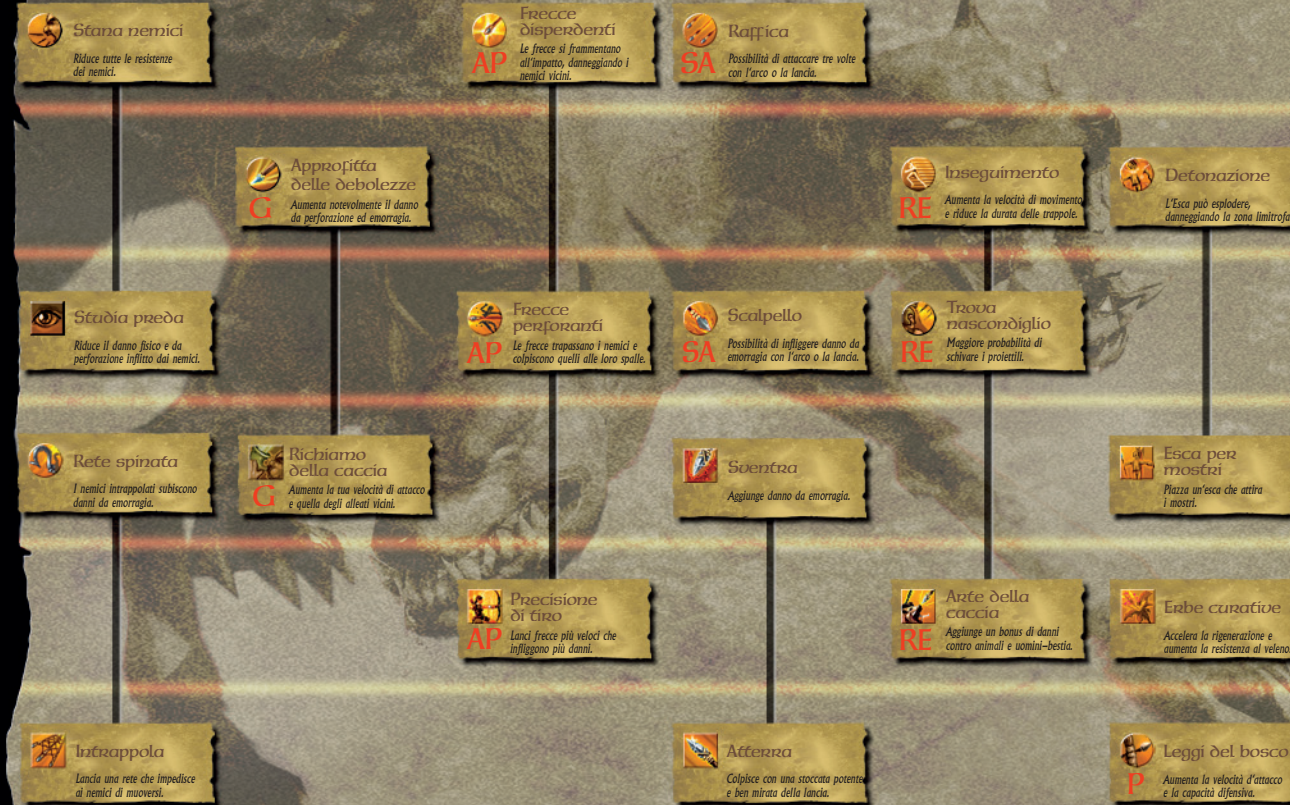 Stana nemici
Riduce tutte le resistenze
del nemici.
Frecce
disperdenti
AP
Le frecce si frammentano
all'impatto, danneggiando i
nemici vicini.
Raffica
SA
Possibilità di attaccare tre volte
con l'arco o la lancia.
Approfitta
delle debolezze
G
Aumenta notevolmente il danno
da perforazione ed emorragia.
Inseguimento
RE
Aumenta la velocità di movimento
e riduce la durata delle trappole.
Detonazione
L'Esca può esplodere,
danneggiando la zona limitrofa
Studia preda
Riduce il danno fisico e da
perforazione inflitto dai nemici.
Frecce
perforanti
AP
Le frecce trapassano i nemici e
colpiscono quelli alle loro spalle.
Scalpello
SA
Possibilità di infliggere danno da
emorragia con l'arco o la lancia.
Trova
nascondiglio
RE
Maggiore probabilità di
schivare i proiettili.
Rete spinata
I nemici intrappolati subiscono
danni da emorragia.
Richiamo
della caccia
G
Aumenta la tua velocità di attacco
e quella degli alleati vicini.
Sventra
Aggiunge danno da emorragia.
Esca per
mostri
Piazza un'esca che attira
i mostri.
Precisione
di tiro
AP
Lanci frecce più veloci che
infliggono più danni.
Arte della
caccia
RE
Aggiunge un bonus di danni
contro animali e uomini-bestia.
Erbe curative
Accelera la rigenerazione e
aumenta la resistenza al veleno
Intrappola
Lancia una rete che impedisce
ai nemici di muoversi.
Atterra
Colpisce con una stoccata potente
e ben mirata della lancia.
Leggi del bosco
P
Aumenta la velocità d'attacco
e la capacità difensiva.